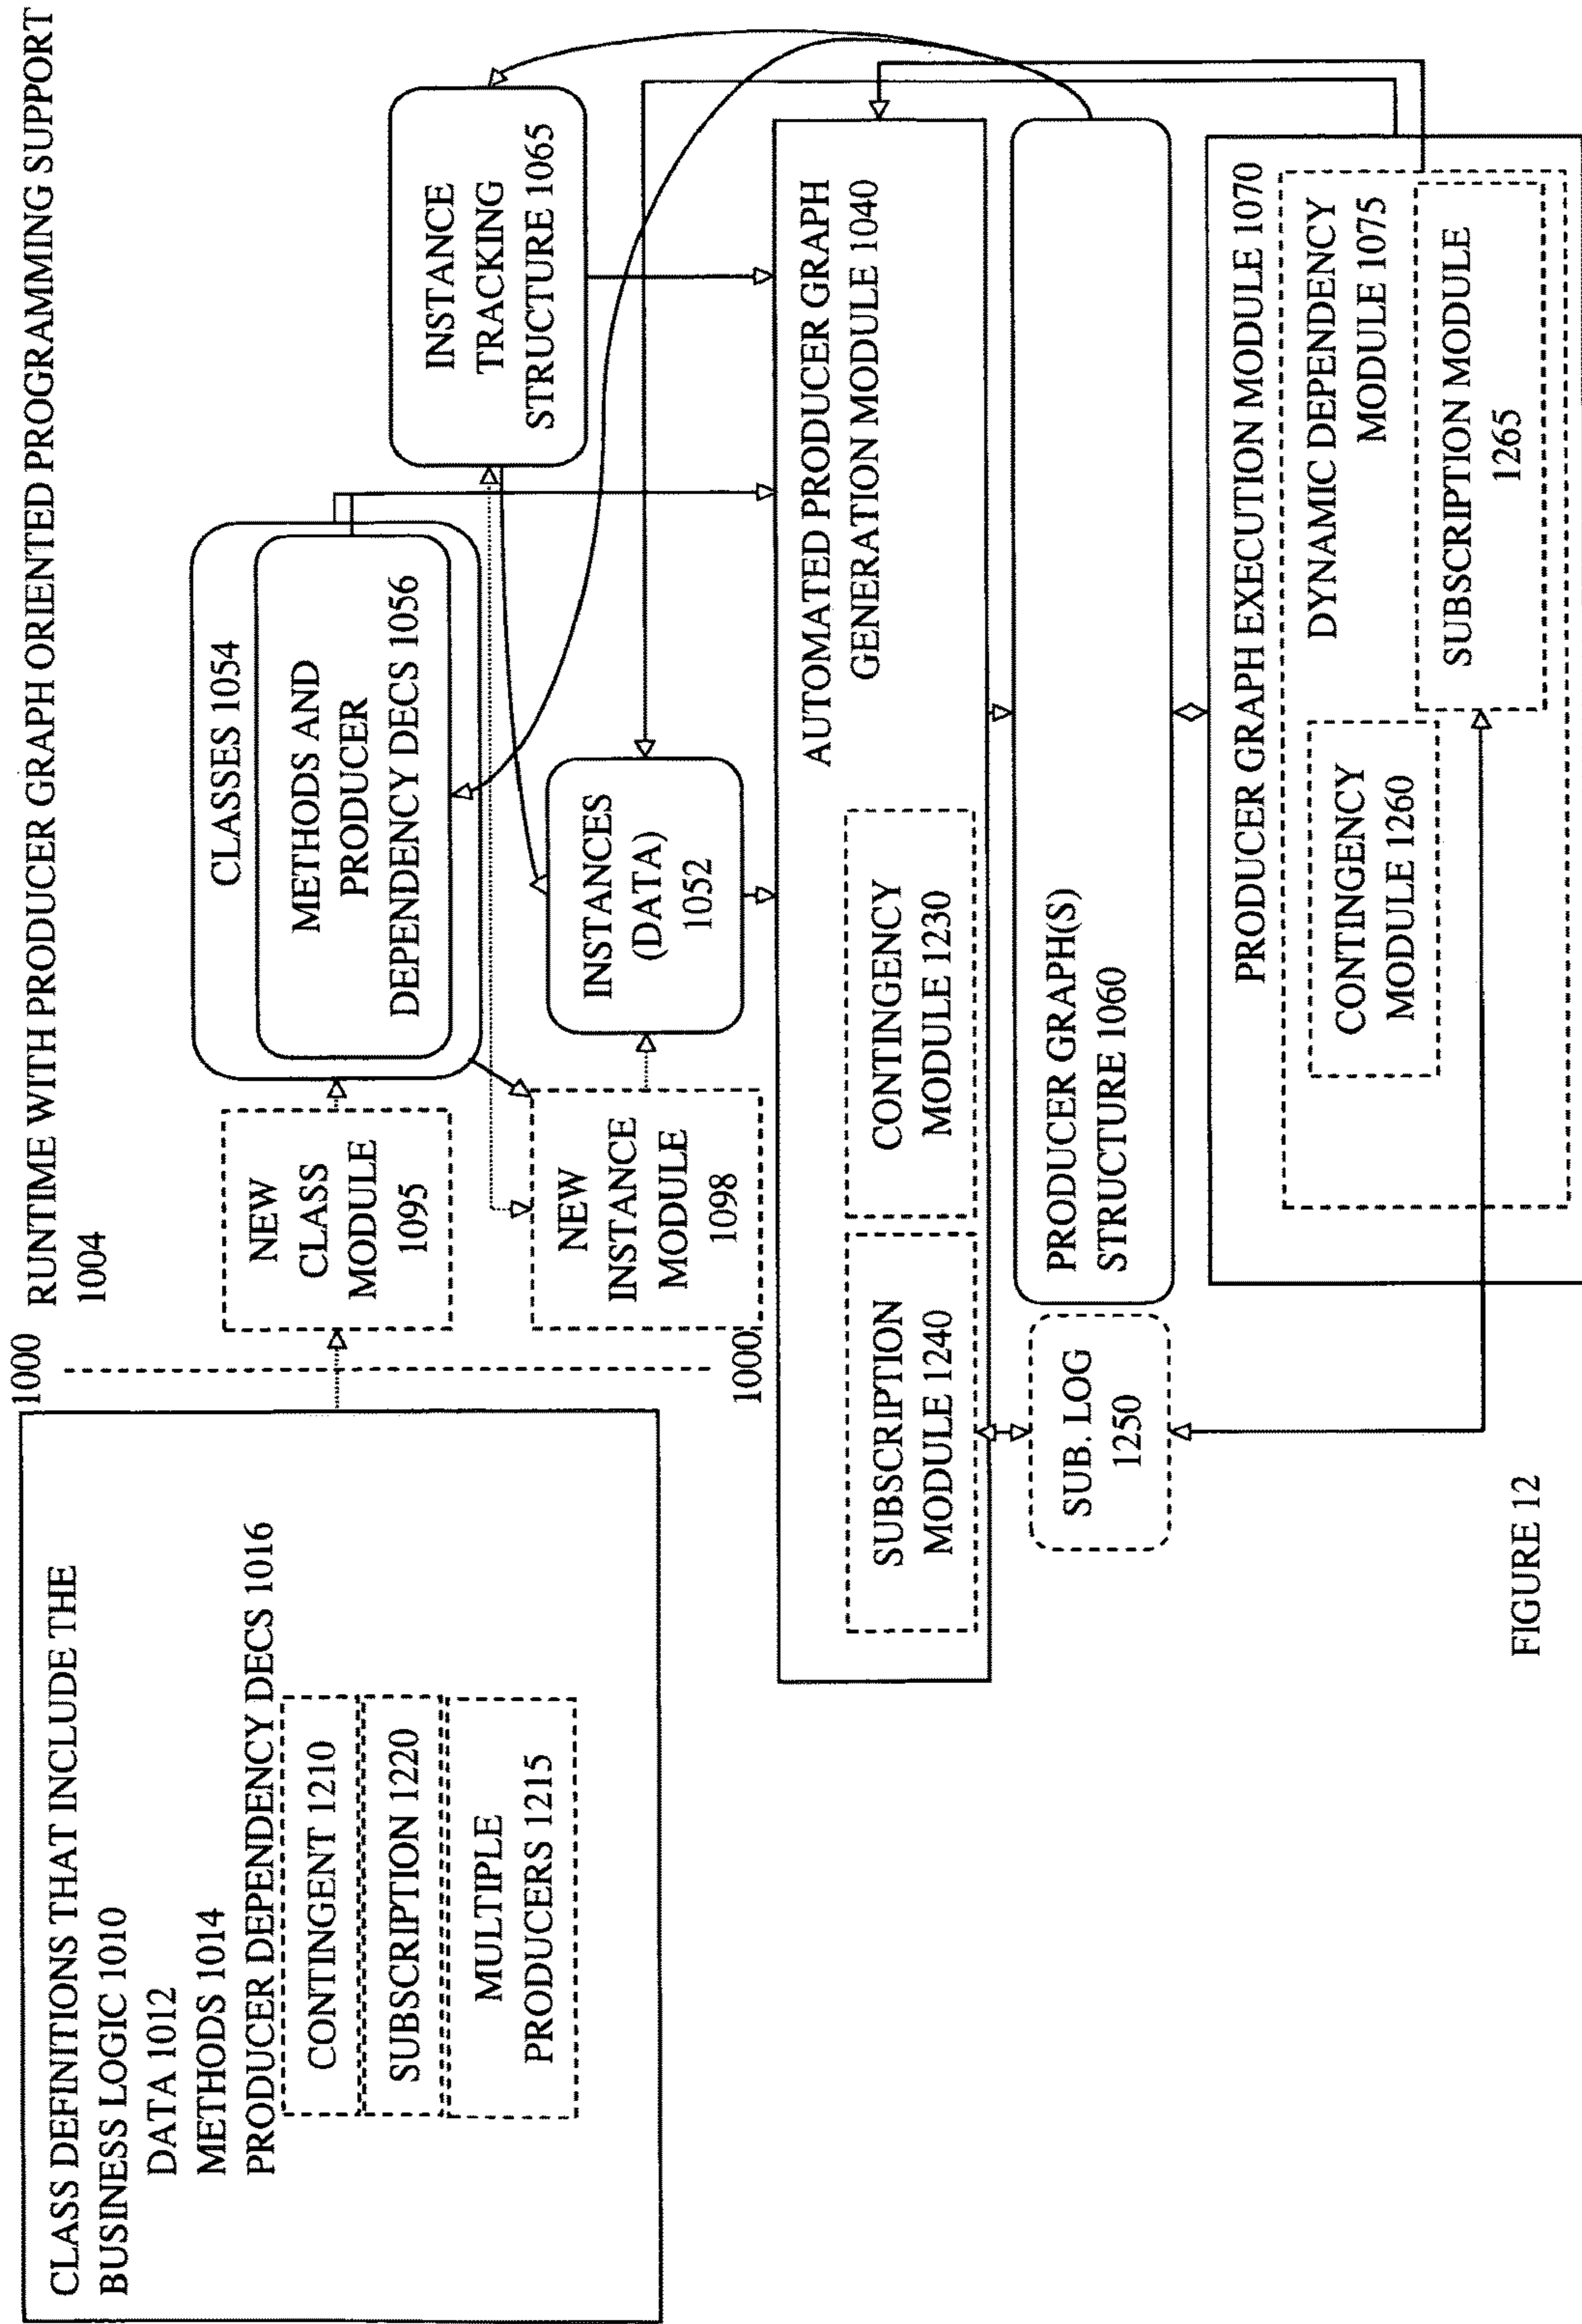 1000
RUNTIME WITH PRODUCER GRAPH ORIENTED PROGRAMMING SUPPORT
1004
CLASS DEFINITIONS THAT INCLUDE THE
BUSINESS LOGIC 1010
DATA 1012
METHODS 1014
PRODUCER DEPENDENCY DECS 1016
CONTINGENT 1210
SUBSCRIPTION 1220
MULTIPLE
PRODUCERS 1215
NEW
CLASS
MODULE
1095
CLASSES 1054
METHODS AND
PRODUCER
DEPENDENCY DECS 1056
INSTANCE
TRACKING
STRUCTURE 1065
NEW
INSTANCE
MODULE
1098
INSTANCES
(DATA)
1052
1000
AUTOMATED PRODUCER GRAPH
GENERATION MODULE 1040
SUBSCRIPTION
MODULE 1240
CONTINGENCY
MODULE 1230
SUB. LOG
1250
PRODUCER GRAPH(S)
STRUCTURE 1060
PRODUCER GRAPH EXECUTION MODULE 1070
DYNAMIC DEPENDENCY
MODULE 1075
CONTINGENCY
MODULE 1260
SUBSCRIPTION MODULE
1265
FIGURE 12